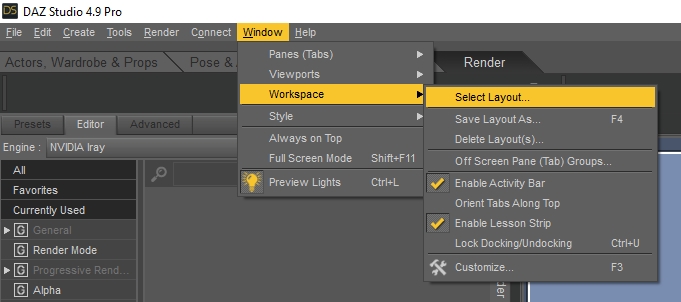 DS DAZ Studio 4.9 Pro
File Edit Create Tools Render Connect Window Help
Actors, Wardrobe & Props Pose & Render
Panes (Tabs)
Viewports
Workspace
Style
Always on Top
Full Screen Mode Shift+F11
Preview Lights Ctrl+L
Select Layout...
Save Layout As... F4
Delete Layout(s)...
Off Screen Pane (Tab) Groups...
Enable Activity Bar
Orient Tabs Along Top
Enable Lesson Strip
Lock Docking/Undocking Ctrl+U
Customize... F3
Presets Editor Advanced
Engine : NVIDIA Iray
All
Favorites
Currently Used
G General
G Render Mode
G Progressive Rend...
G Alpha